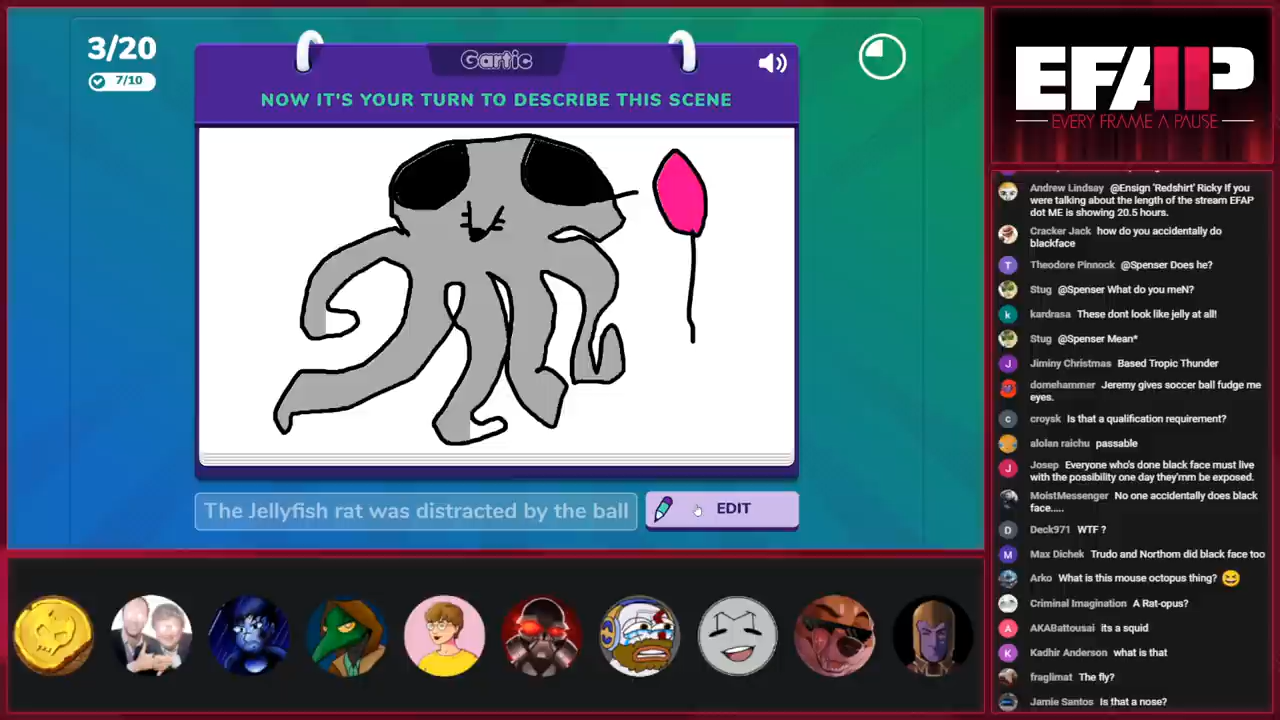 3/20
7/10
Gartic
NOW IT'S YOUR TURN TO DESCRIBE THIS SCENE
The Jellyfish rat was distracted by the ball
EDIT
EFAP
EVERY FRAME A PAUSE
Andrew Lindsay @Ensign 'Redshirt' Ricky If you
were talking about the length of the stream EFAP
dot ME is showing 20.5 hours.
Cracker Jack how do you accidentally do
blackface
Theodore Pinnock @Spenser Does he?
Stug @Spenser What do you meN?
kardrasa These dont look like jelly at all!
Stug @Spenser Mean*
Jiminy Christmas Based Tropic Thunder
domehammer Jeremy gives soccer ball fudge me
eyes.
croysk Is that a qualification requirement?
alolan raichu passable
Josep Everyone who's done black face must live
with the possibility one day they'mm be exposed.
MoistMessenger No one accidentally does black
face.....
Deck971 WTF ?
Max Dichek Trudo and Northom did black face too
Arko What is this mouse octopus thing?
Criminal Imagination A Rat-opus?
AKABattousai its a squid
Kadhir Anderson what is that
fraglimat The fly?
Jamie Santos Is that a nose?